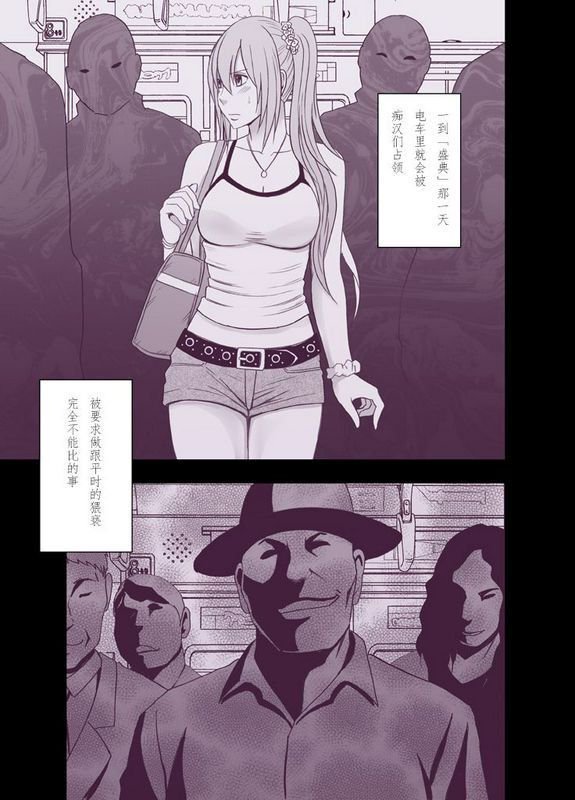 一到「盛典」那一天
电车里就会被
痴汉们占领
被要求做跟平时的猥亵
完全不能比的事